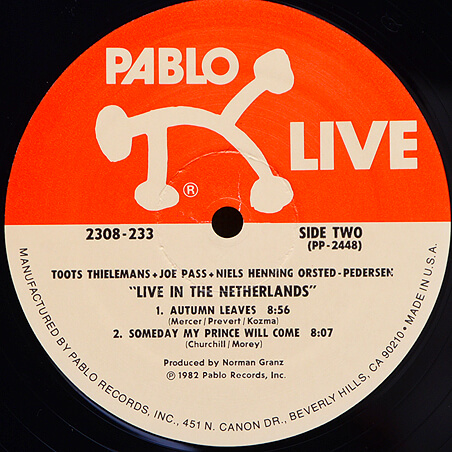 PABLO
LIVE
®
2308-233
SIDE TWO
(PP-2448)
TOOTS THIELEMANS + JOE PASS + NIELS HENNING ORSTED-PEDERSEN
"LIVE IN THE NETHERLANDS"
1. AUTUMN LEAVES 8:56
(Mercer/Prevert/Kozma)
2. SOMEDAY MY PRINCE WILL COME 8:07
(Churchill/Morey)
Produced by Norman Granz
℗ 1982 Pablo Records, Inc.
MANUFACTURED BY PABLO RECORDS, INC., 451 N. CANON DR., BEVERLY HILLS, CA 90210 • MADE IN U.S.A.